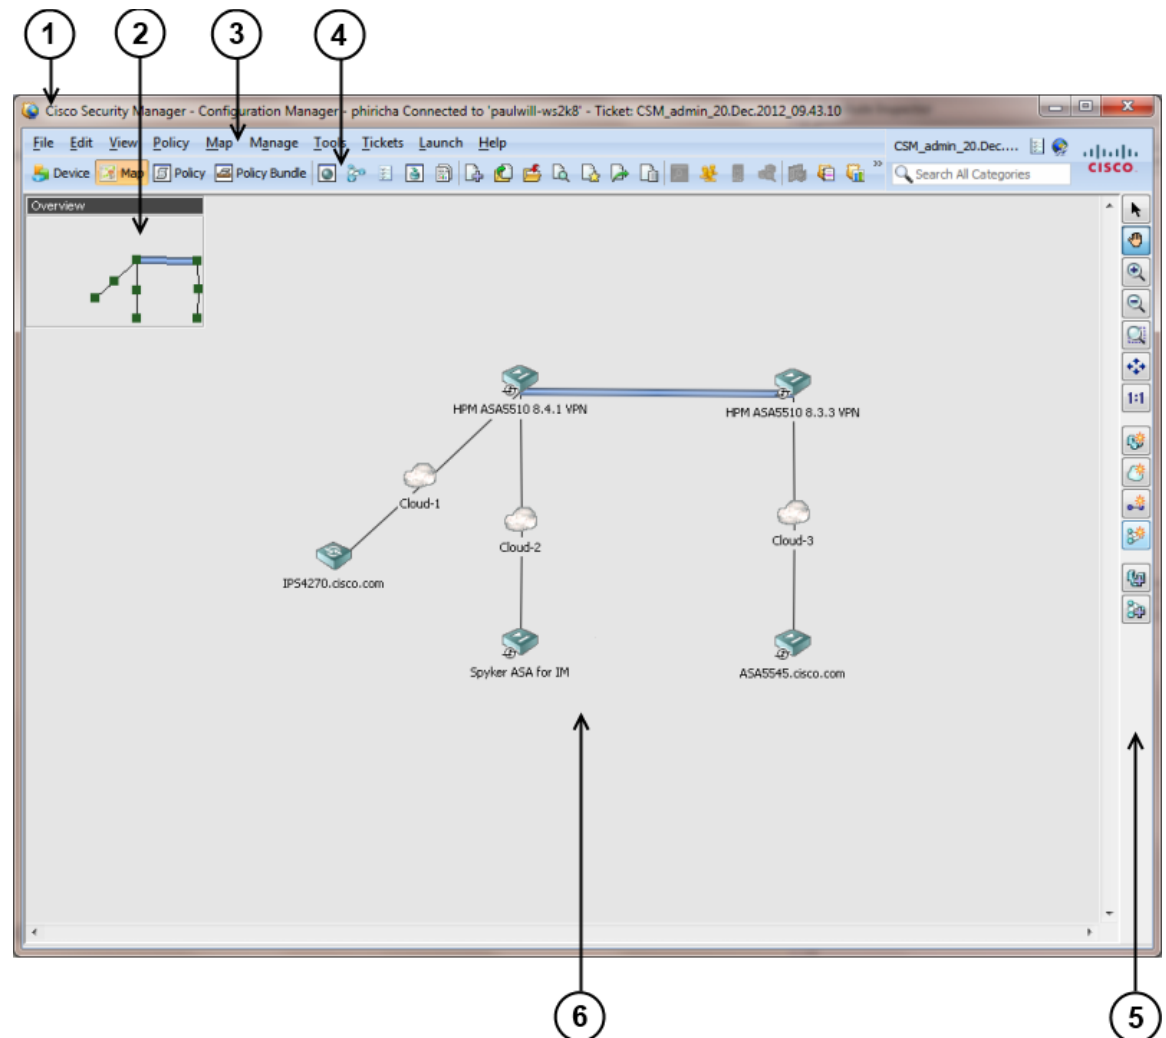 1 2 3 4
Cisco Security Manager - Configuration Manager - phiricha Connected to 'paulwill-ws2k8' - Ticket: CSM_admin_20.Dec.2012_09.43.10
File Edit View Policy Map Manage Tools Tickets Launch Help
CSM_admin_20.Dec....
CISCO
Device Map Policy Policy Bundle
»
Search All Categories
Overview
1:1
HPM ASA5510 8.4.1 VPN
HPM ASA5510 8.3.3 VPN
Cloud-1
Cloud-2
Cloud-3
IPS4270.cisco.com
Spyker ASA for IM
ASA5545.cisco.com
6
5